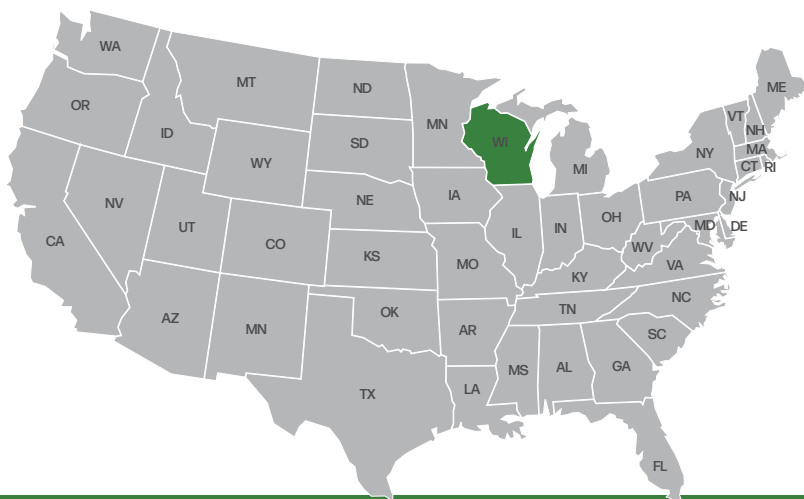 WA
MT
ND
MN
ME
OR
ID
SD
WI
VT
NH
WY
NY
MA
MI
CT
RI
NV
NE
IA
PA
NJ
UT
CO
IL
IN
OH
MD
DE
CA
KS
MO
WV
KY
VA
AZ
MN
OK
AR
TN
NC
SC
TX
LA
MS
AL
GA
FL